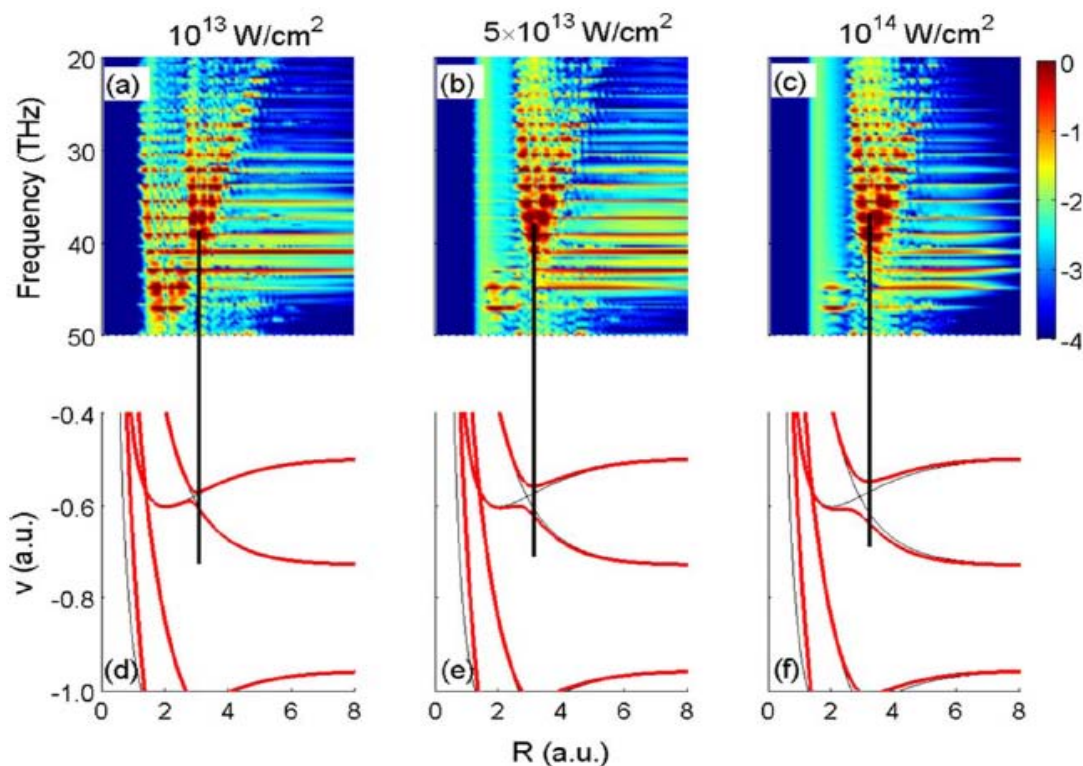 10¹³ W/cm² 5×10¹³ W/cm² 10¹⁴ W/cm²
(a) (b) (c)
Frequency (THz)
20
30
40
50
0
-1
-2
-3
-4
v (a.u.)
-0.4
-0.6
-0.8
-1.0
(d) (e) (f)
0 2 4 6 8 0 2 4 6 8 0 2 4 6 8
R (a.u.)